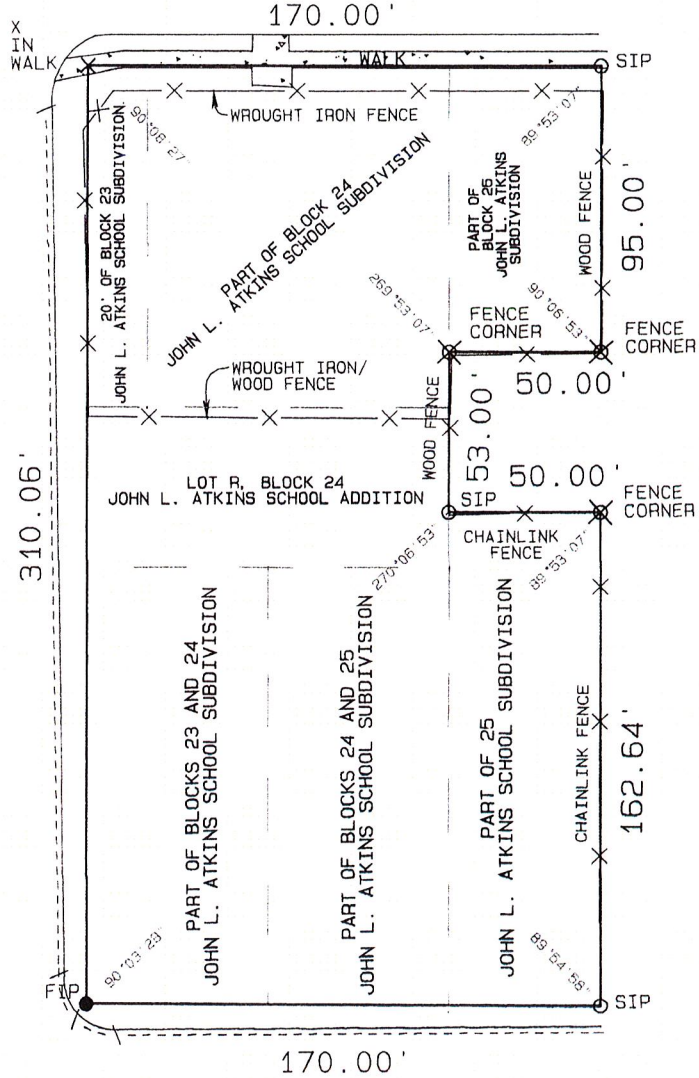 170.00'
X
IN
WALK
WALK
SIP
WROUGHT IRON FENCE
90°08'27"
89°53'07"
20' OF BLOCK 23
JOHN L. ATKINS SCHOOL SUBDIVISION
PART OF BLOCK 24
JOHN L. ATKINS SCHOOL SUBDIVISION
PART OF
BLOCK 25
JOHN L. ATKINS
SUBDIVISION
WOOD FENCE
95.00'
269°53'07"
90°06'53"
FENCE
CORNER
FENCE
CORNER
WROUGHT IRON/
WOOD FENCE
50.00'
WOOD FENCE
53.00'
310.06'
LOT R, BLOCK 24
JOHN L. ATKINS SCHOOL ADDITION
50.00'
SIP
FENCE
CORNER
CHAINLINK
FENCE
270°06'53"
89°53'07"
PART OF BLOCKS 23 AND 24
JOHN L. ATKINS SCHOOL SUBDIVISION
PART OF BLOCKS 24 AND 25
JOHN L. ATKINS SCHOOL SUBDIVISION
PART OF 25
JOHN L. ATKINS SCHOOL SUBDIVISION
CHAINLINK FENCE
162.64'
90°03'23"
89°54'58"
FIP
SIP
170.00'